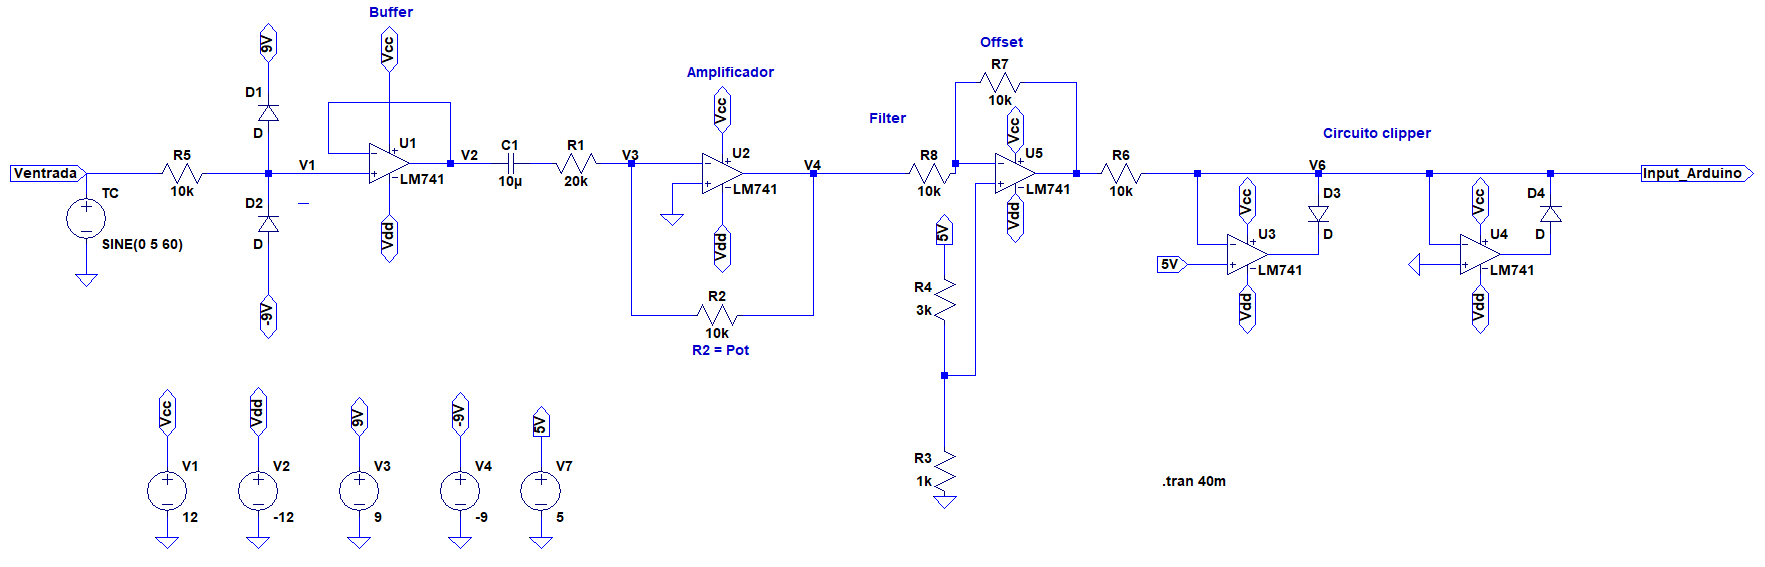 Buffer
Vcc
9V
D1
D
Ventrada
R5
10k
V1
U1
LM741
V2
C1
10µ
R1
20k
TC
SINE(0 5 60)
D2
D
-9V
Vdd
Amplificador
Vcc
V3
U2
LM741
V4
Vdd
R2
10k
R2 = Pot
Filter
Offset
R7
10k
Vcc
R8
10k
U5
LM741
Vdd
5V
R4
3k
R3
1k
R6
10k
Circuito clipper
V6
Vcc
U3
LM741
5V
Vdd
D3
D
Vcc
U4
LM741
Vdd
D4
D
Input_Arduino
Vcc
V1
12
Vdd
V2
-12
9V
V3
9
-9V
V4
-9
5V
V7
5
.tran 40m